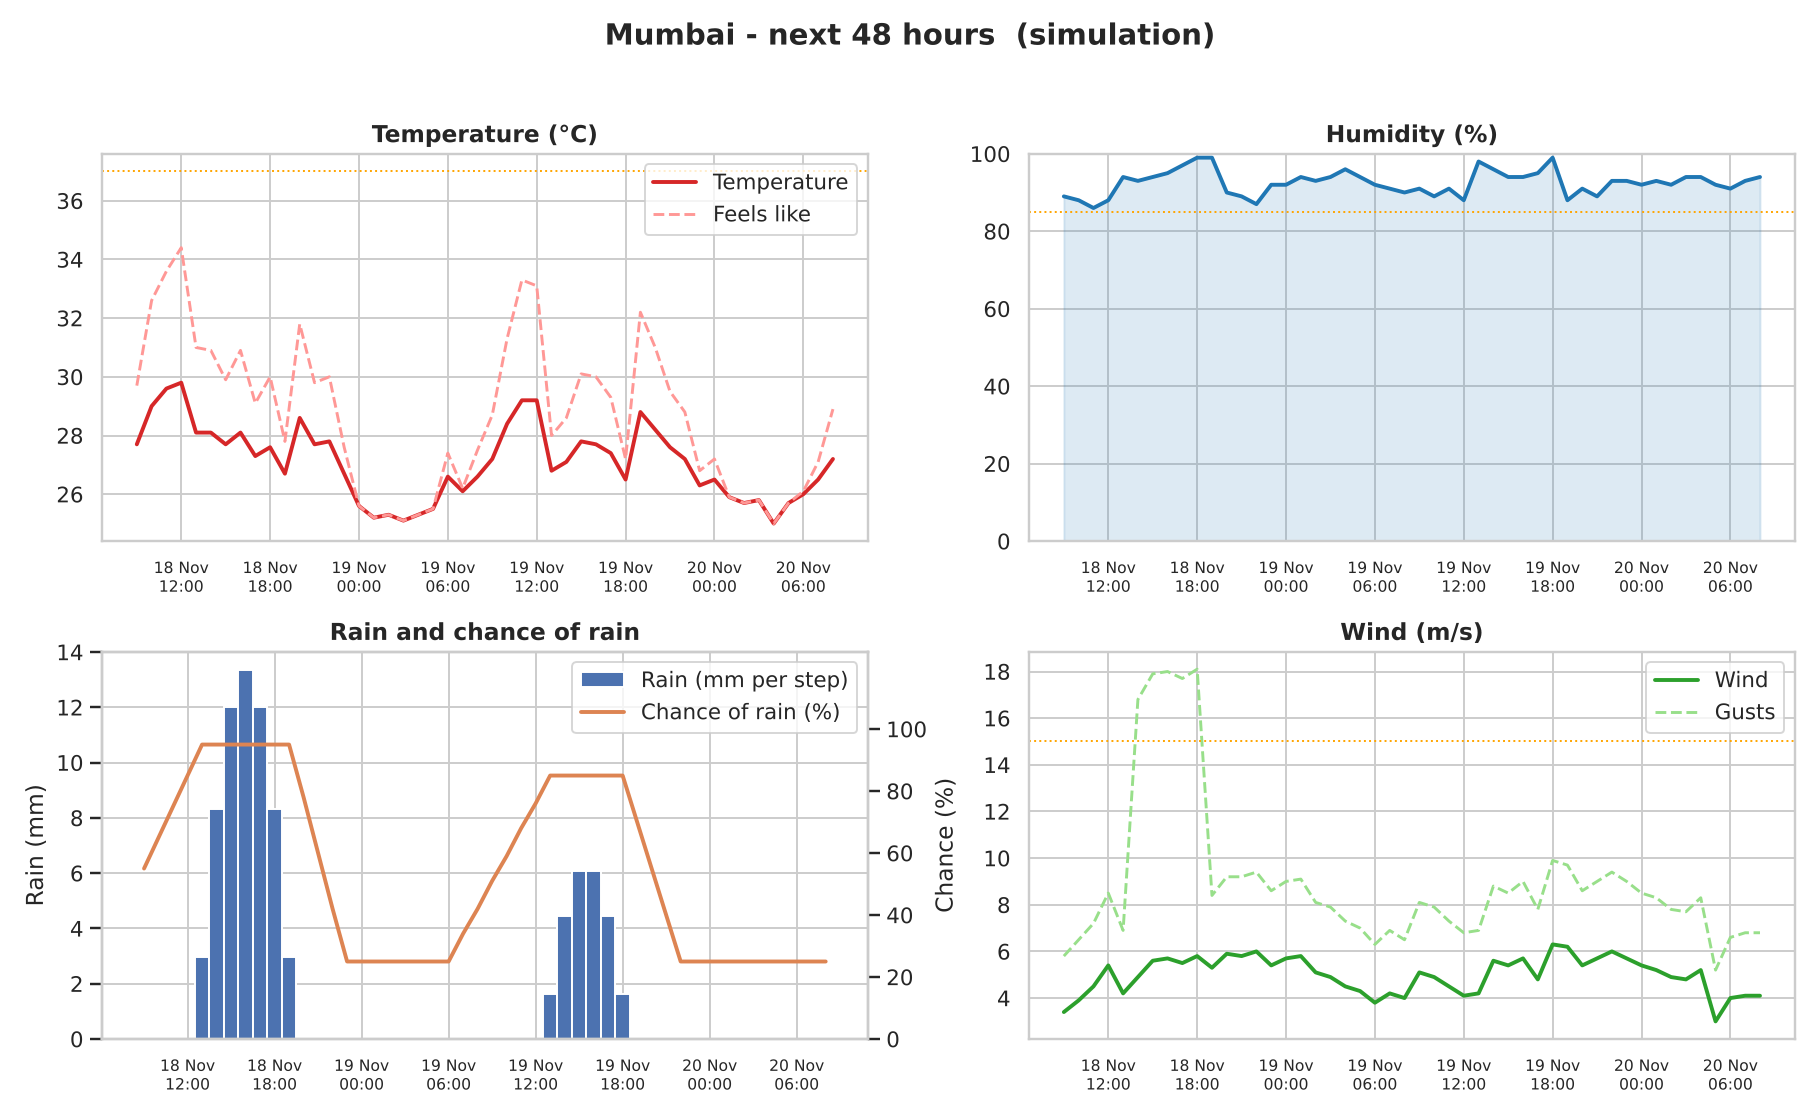 Mumbai - next 48 hours  (simulation)
Temperature (°C)
36
34
32
30
28
26
Temperature
Feels like
18 Nov 12:00
18 Nov 18:00
19 Nov 00:00
19 Nov 06:00
19 Nov 12:00
19 Nov 18:00
20 Nov 00:00
20 Nov 06:00
Humidity (%)
100
80
60
40
20
0
18 Nov 12:00
18 Nov 18:00
19 Nov 00:00
19 Nov 06:00
19 Nov 12:00
19 Nov 18:00
20 Nov 00:00
20 Nov 06:00
Rain and chance of rain
Rain (mm)
14
12
10
8
6
4
2
0
Rain (mm per step)
Chance of rain (%)
100
80
60
40
20
0
Chance (%)
18 Nov 12:00
18 Nov 18:00
19 Nov 00:00
19 Nov 06:00
19 Nov 12:00
19 Nov 18:00
20 Nov 00:00
20 Nov 06:00
Wind (m/s)
18
16
14
12
10
8
6
4
Wind
Gusts
18 Nov 12:00
18 Nov 18:00
19 Nov 00:00
19 Nov 06:00
19 Nov 12:00
19 Nov 18:00
20 Nov 00:00
20 Nov 06:00